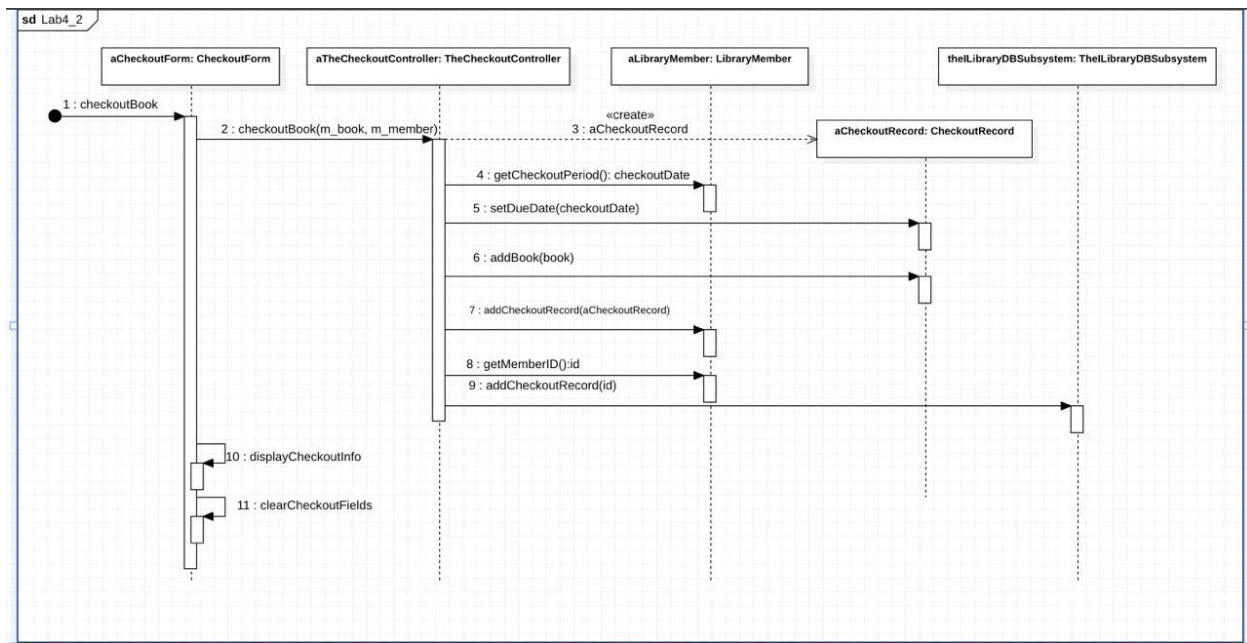 sd Lab4_2
aCheckoutForm: CheckoutForm
aTheCheckoutController: TheCheckoutController
aLibraryMember: LibraryMember
theILibraryDBSubsystem: TheILibraryDBSubsystem
1 : checkoutBook
«create»
2 : checkoutBook(m_book, m_member)
3 : aCheckoutRecord
aCheckoutRecord: CheckoutRecord
4 : getCheckoutPeriod(): checkoutDate
5 : setDueDate(checkoutDate)
6 : addBook(book)
7 : addCheckoutRecord(aCheckoutRecord)
8 : getMemberID():id
9 : addCheckoutRecord(id)
10 : displayCheckoutInfo
11 : clearCheckoutFields